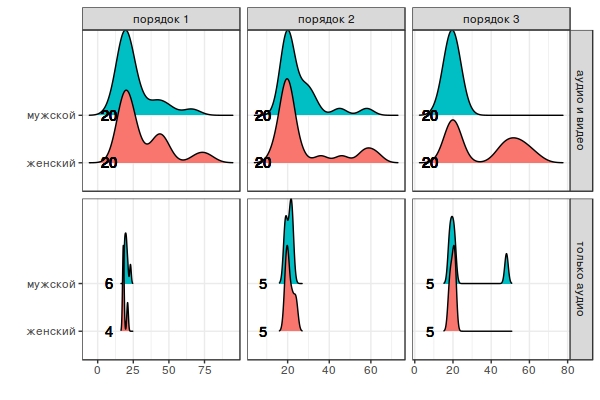 порядок 1 порядок 2 порядок 3
мужской 20 20 20
женский 20 20 20
аудио и видео
мужской 6 5 5
женский 4 5 5
только аудио
0 25 50 75 20 40 60 0 20 40 60 80